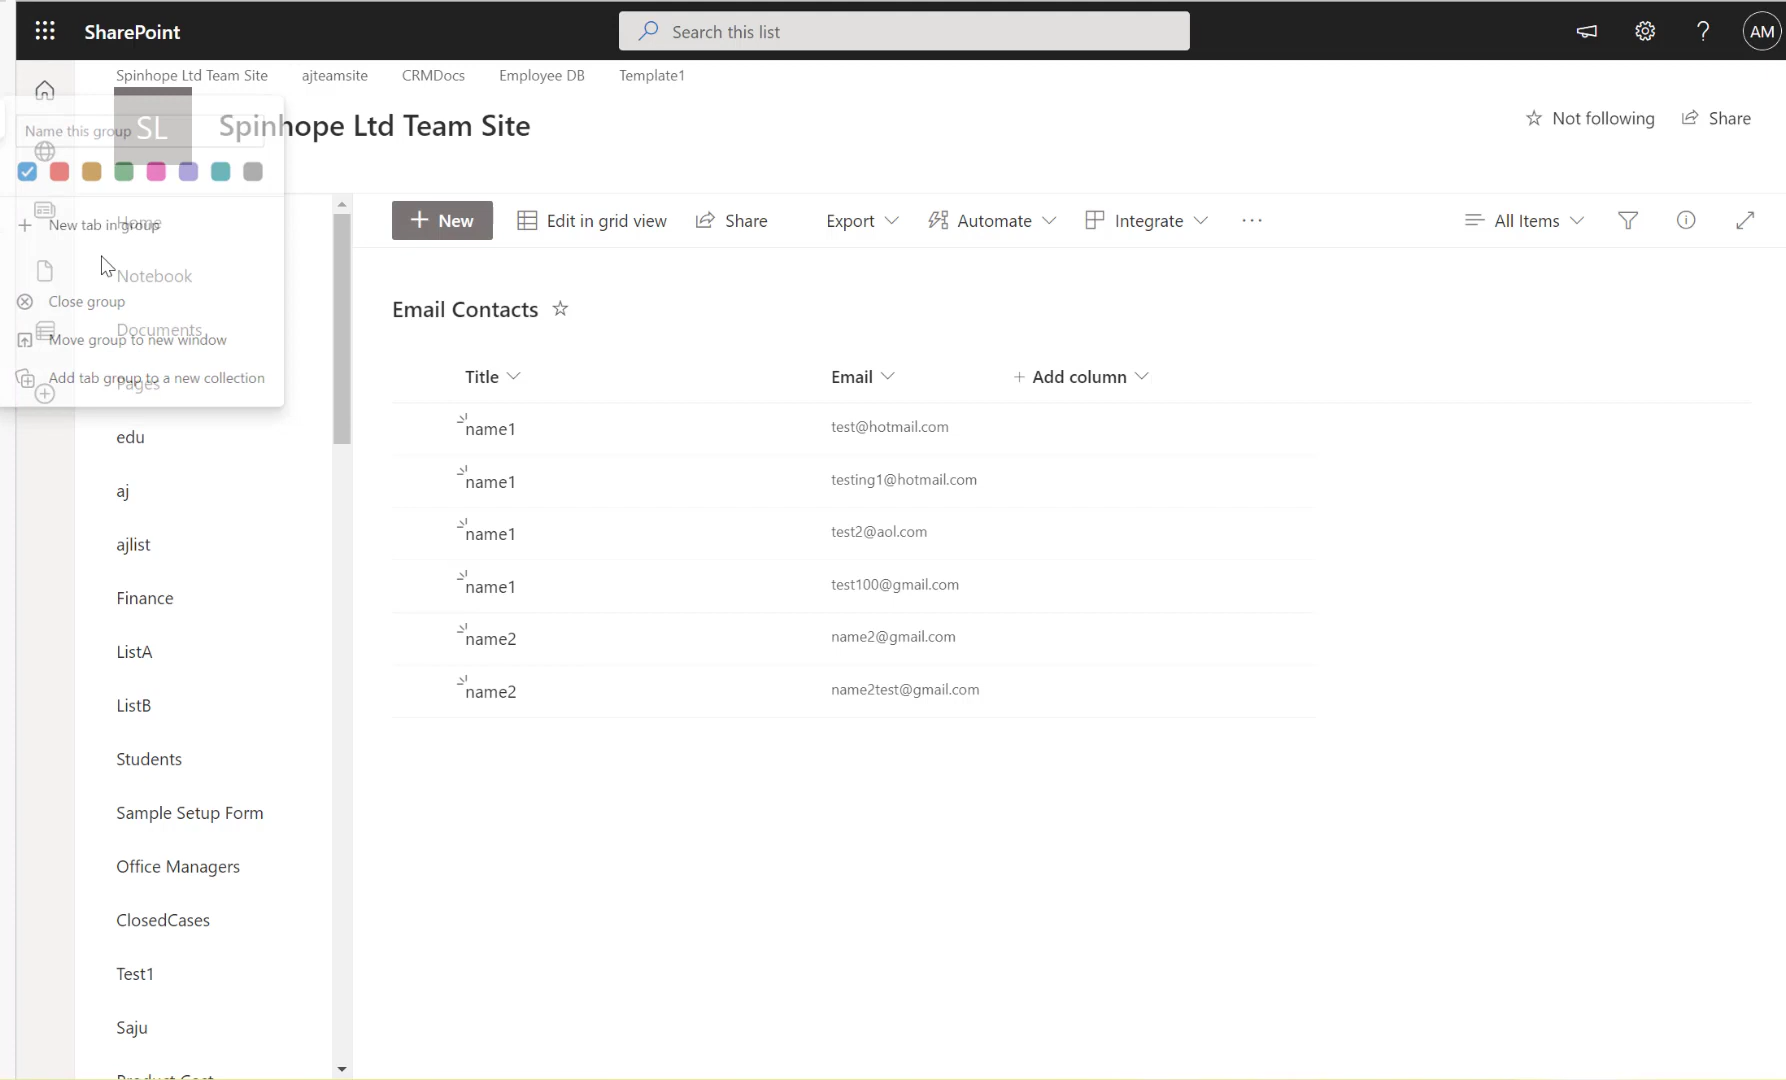 SharePoint
Search this list
AM
Spinhope Ltd Team Site ajteamsite CRMDocs Employee DB Template1
Name this group
SL
Spinhope Ltd Team Site
Not following
Share
New tab in group
Home
Notebook
Close group
Documents
Move group to new window
Add tab group to a new collection
Pages
edu
aj
ajlist
Finance
ListA
ListB
Students
Sample Setup Form
Office Managers
ClosedCases
Test1
Saju
Product Cost
+ New Edit in grid view Share Export Automate Integrate ... All Items
Email Contacts
Title Email + Add column
name1 test@hotmail.com
name1 testing1@hotmail.com
name1 test2@aol.com
name1 test100@gmail.com
name2 name2@gmail.com
name2 name2test@gmail.com